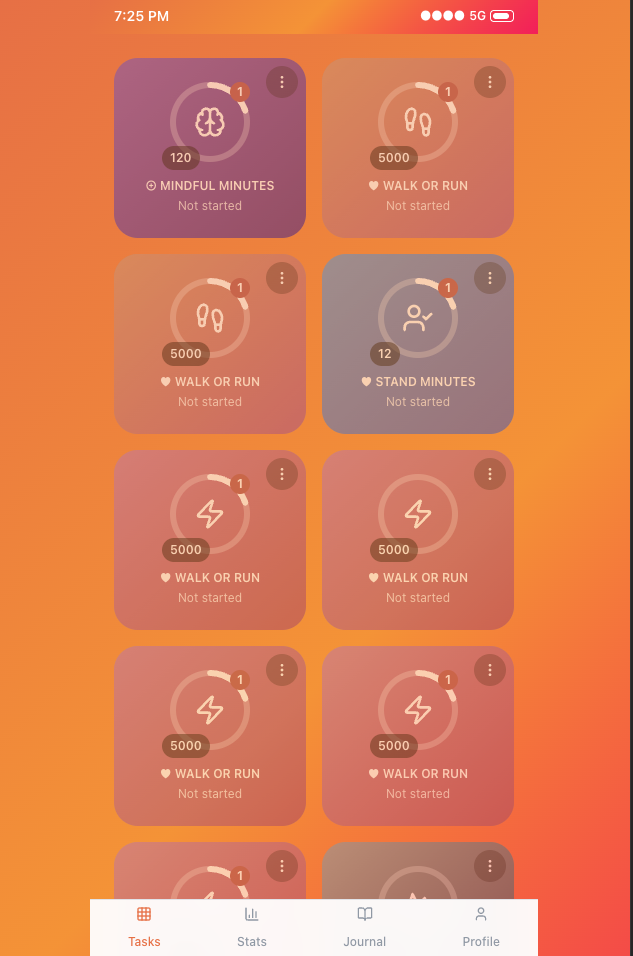 7:25 PM 5G
1 1
120 5000
MINDFUL MINUTES WALK OR RUN
Not started Not started
1 1
5000 12
WALK OR RUN STAND MINUTES
Not started Not started
1
5000 5000
WALK OR RUN WALK OR RUN
Not started Not started
1 1
5000 5000
WALK OR RUN WALK OR RUN
Not started Not started
1
Tasks Stats Journal Profile